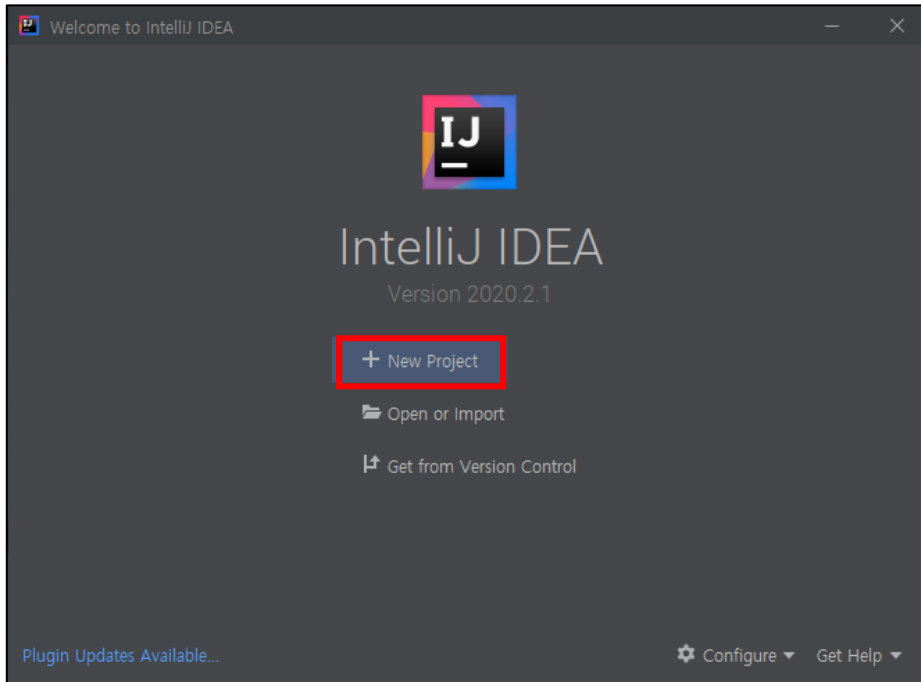 Welcome to IntelliJ IDEA
IJ
IntelliJ IDEA
Version 2020.2.1
New Project
Open or Import
Get from Version Control
Plugin Updates Available...
Configure
Get Help